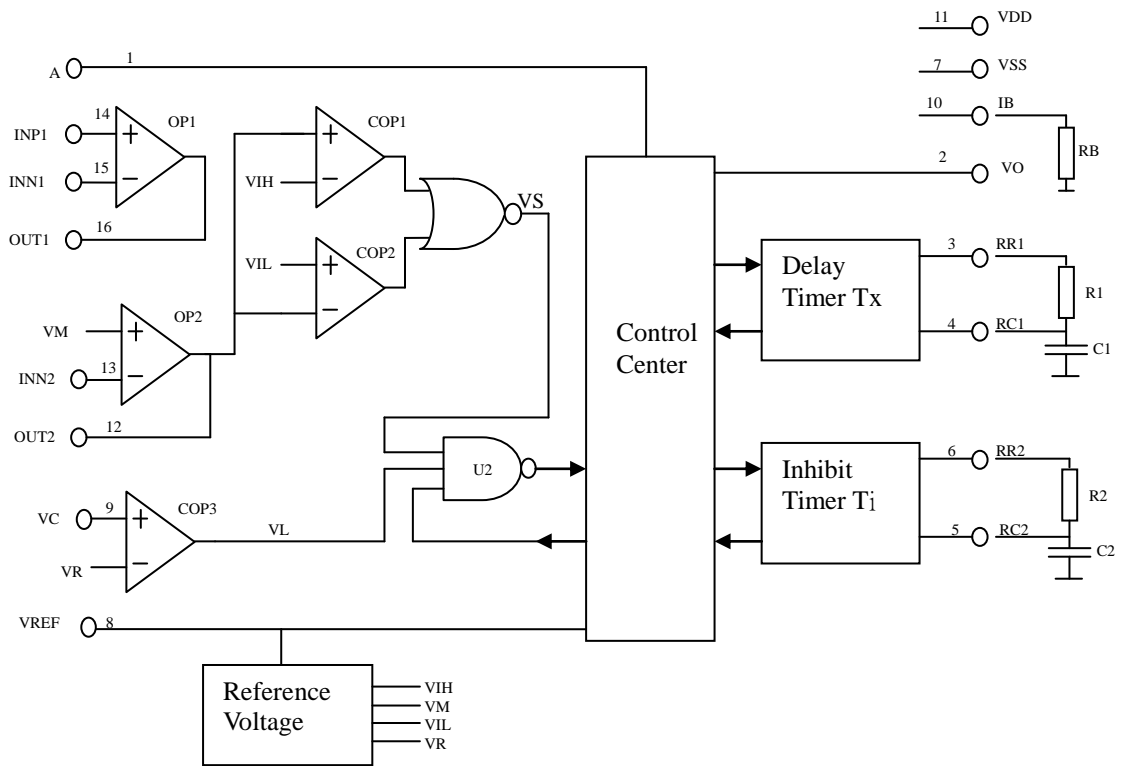 11 VDD
1
A
7 VSS
10 IB
14
OP1
INP1
+
COP1
+
RB
15
INN1
−
VIH
−
2 VO
VS
16
OUT1
VIL
+
COP2
3 RR1
Delay
Timer Tx
−
R1
OP2
VM
+
Control
Center
4 RC1
C1
13
INN2
−
12
OUT2
6 RR2
U2
Inhibit
Timer Ti
R2
9
COP3
VC
+
VL
5 RC2
C2
VR
−
VREF 8
Reference
Voltage
VIH
VM
VIL
VR